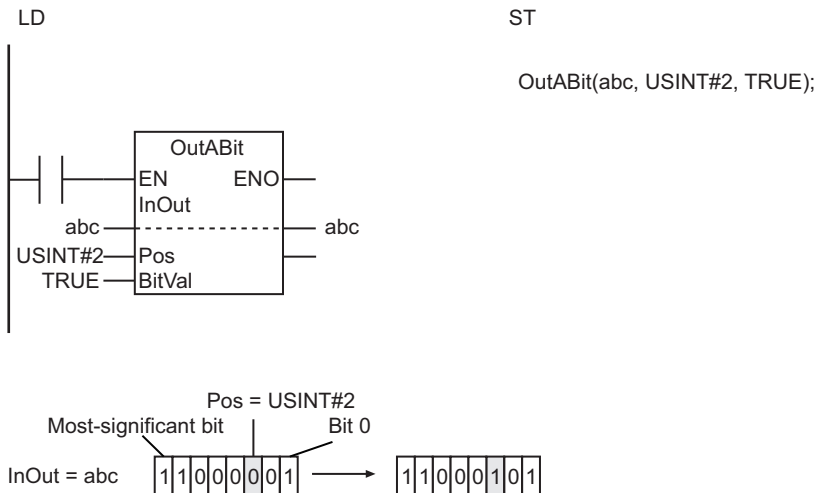 LD
ST
OutABit(abc, USINT#2, TRUE);
OutABit
EN ENO
InOut
abc abc
USINT#2 Pos
TRUE BitVal
Pos = USINT#2
Most-significant bit Bit 0
InOut = abc 1 1 0 0 0 0 0 1 1 1 0 0 0 1 0 1